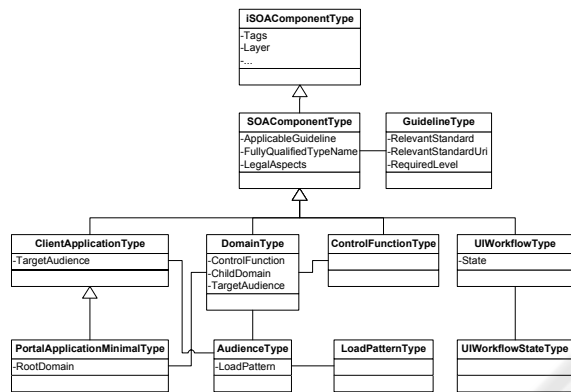 iSOAComponentType
-Tags
-Layer
-...
SOAComponentType
-ApplicableGuideline
-FullyQualifiedTypeName
-LegalAspects
GuidelineType
-RelevantStandard
-RelevantStandardUri
-RequiredLevel
ClientApplicationType
-TargetAudience
DomainType
-ControlFunction
-ChildDomain
-TargetAudience
ControlFunctionType
UIWorkflowType
-State
PortalApplicationMinimalType
-RootDomain
AudienceType
-LoadPattern
LoadPatternType
UIWorkflowStateType